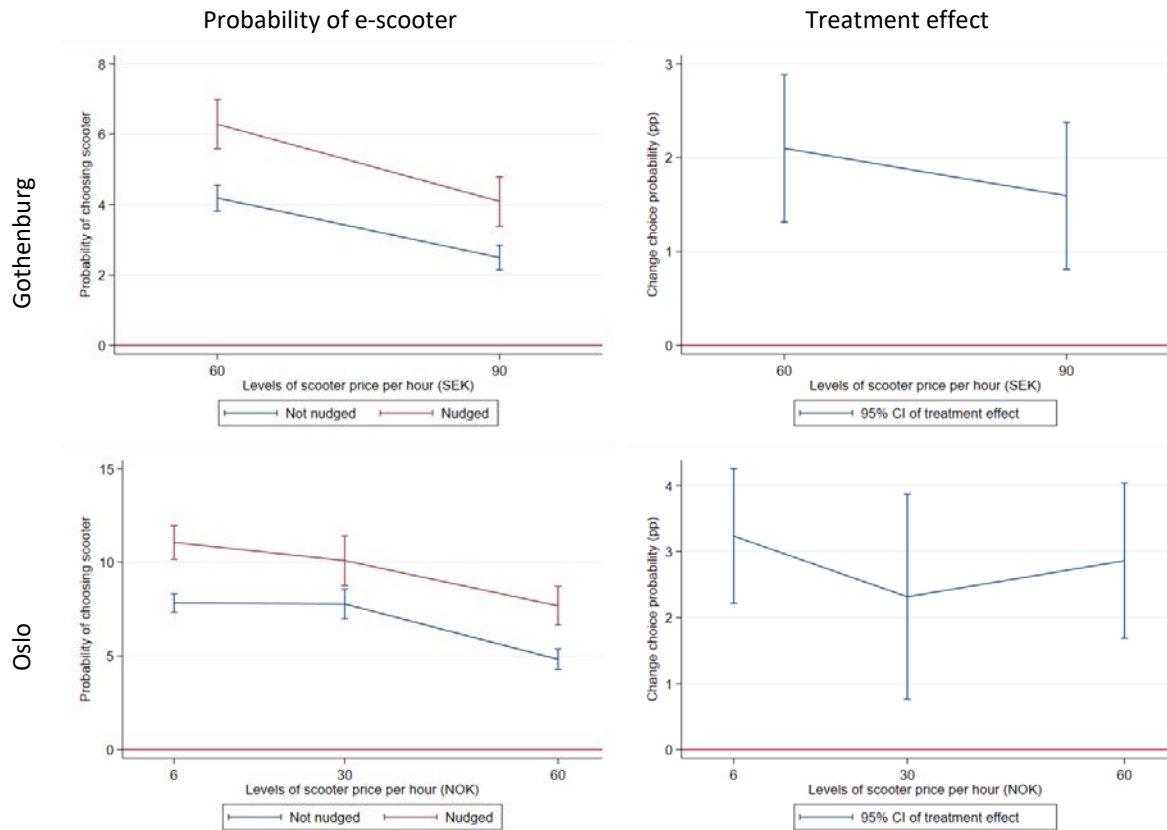 Probability of e-scooter
Treatment effect
Gothenburg
Probability of choosing scooter
8
6
4
2
0
60
90
Levels of scooter price per hour (SEK)
Not nudged
Nudged
Change choice probability (pp)
3
2
1
0
60
90
Levels of scooter price per hour (SEK)
95% CI of treatment effect
Oslo
Probability of choosing scooter
15
10
5
0
6
30
60
Levels of scooter price per hour (NOK)
Not nudged
Nudged
Change choice probability (pp)
4
3
2
1
0
6
30
60
Levels of scooter price per hour (NOK)
95% CI of treatment effect